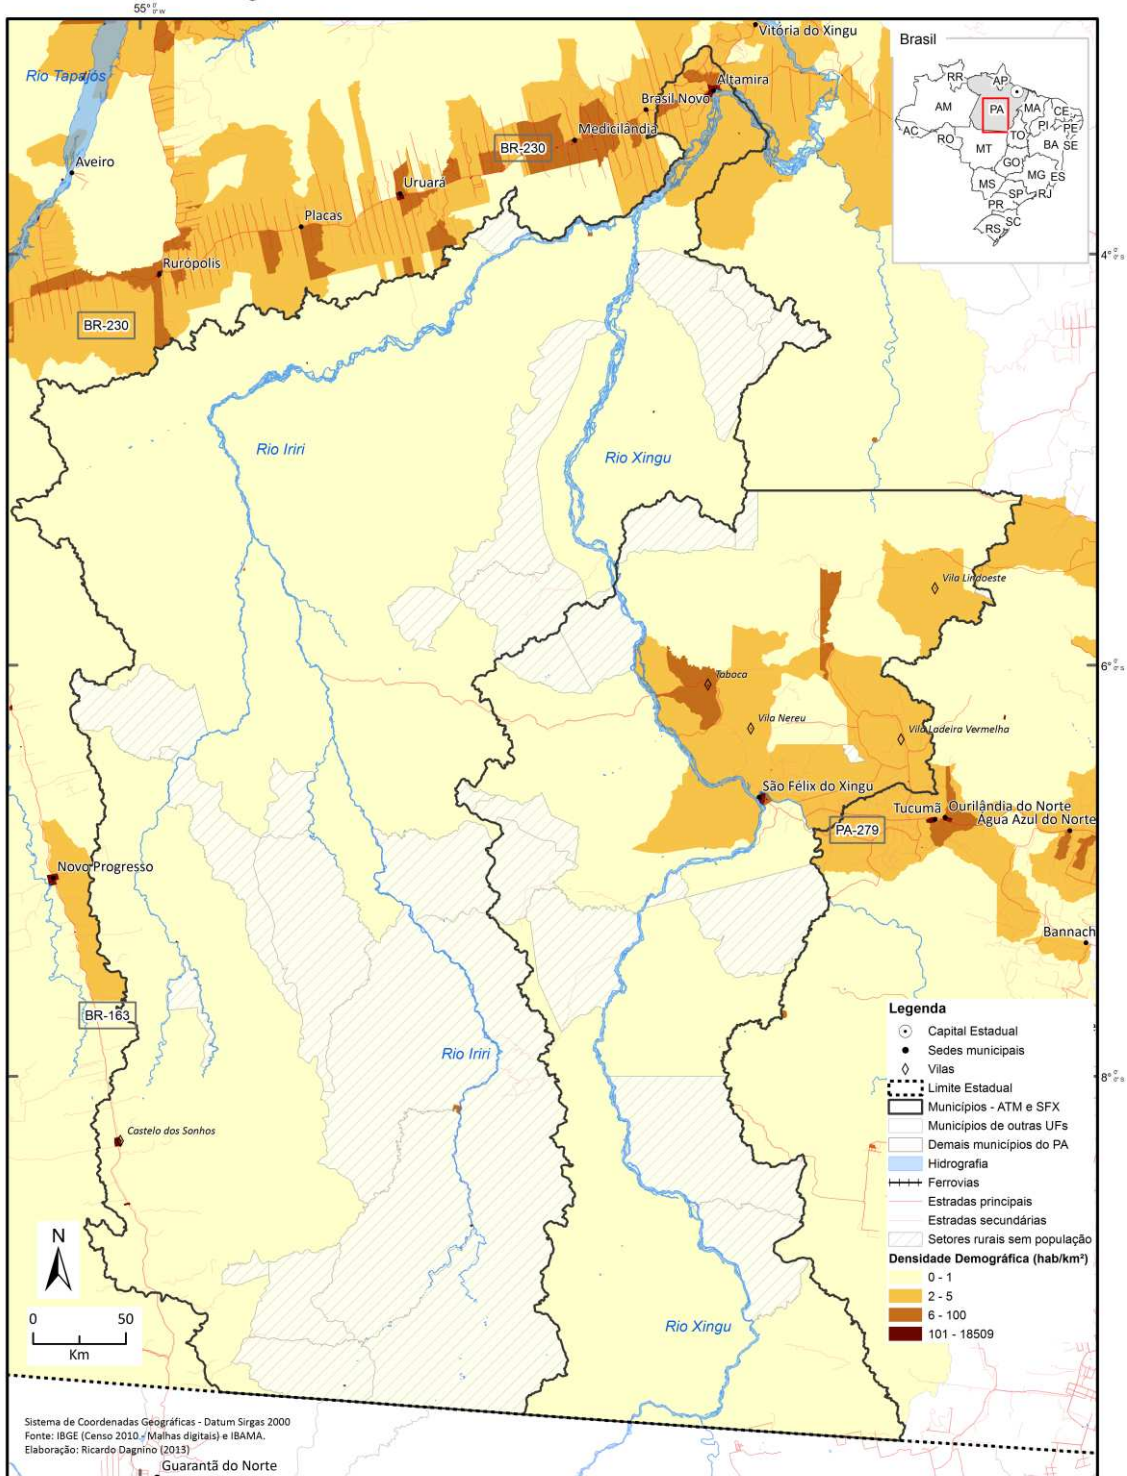 55° 0' 0" W
Vitória do Xingu
Brasil
RR
AP
AM
PA
MA
CE
PI
PE
AC
RO
TO
SE
MT
BA
GO
MG
ES
MS
SP
RJ
PR
SC
RS
Rio Tapajós
Altamira
Brasil Novo
Medicilândia
BR-230
Aveiro
Uruará
Placas
Rurópolis
4° 0' 0" S
BR-230
Rio Iriri
Rio Xingu
Vila Lindoeste
6° 0' 0" S
Taboca
Vila Nereu
Vila Ladeira Vermelha
São Félix do Xingu
Tucumã
Ourilândia do Norte
Água Azul do Norte
PA-279
Novo Progresso
Bannach
BR-163
Rio Iriri
8° 0' 0" S
Castelo dos Sonhos
Legenda
Capital Estadual
Sedes municipais
Vilas
Limite Estadual
Municípios - ATM e SFX
Municípios de outras UFs
Demais municípios do PA
Hidrografia
Ferrovias
Estradas principais
Estradas secundárias
Setores rurais sem população
Densidade Demográfica (hab/km²)
0 - 1
2 - 5
6 - 100
101 - 18509
N
0 50
Km
Rio Xingu
Sistema de Coordenadas Geográficas - Datum Sirgas 2000
Fonte: IBGE (Censo 2010 - Malhas digitais) e IBAMA.
Elaboração: Ricardo Dagnino (2013)
Guarantã do Norte